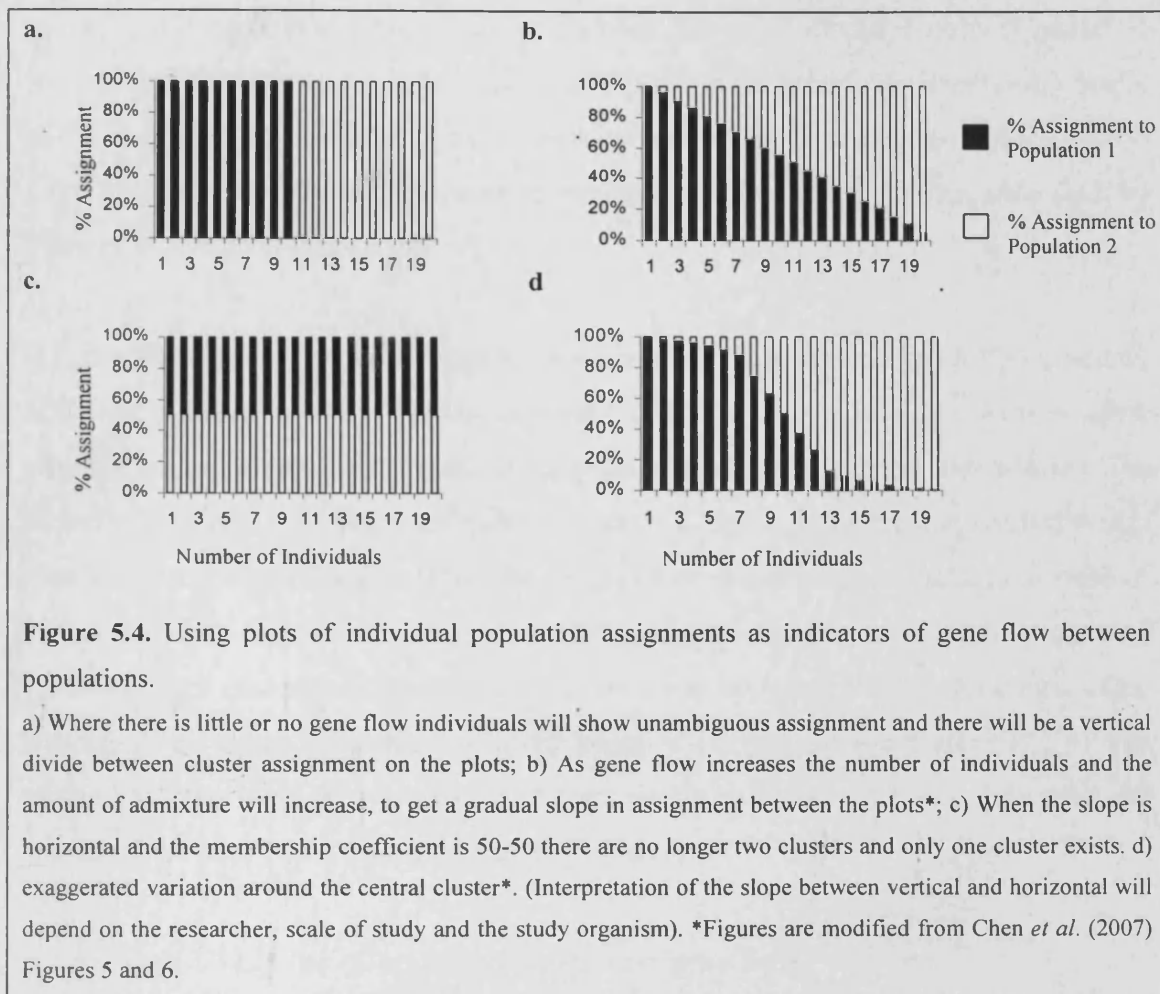 a.
b.
100%
80%
60%
40%
20%
0%
% Assignment
1 3 5 7 9 11 13 15 17 19
100%
80%
60%
40%
20%
0%
1 3 5 7 9 11 13 15 17 19
% Assignment to
Population 1
% Assignment to
Population 2
c.
d
100%
80%
60%
40%
20%
0%
% Assignment
1 3 5 7 9 11 13 15 17 19
Number of Individuals
100%
80%
60%
40%
20%
0%
1 3 5 7 9 11 13 15 17 19
Number of Individuals
Figure 5.4. Using plots of individual population assignments as indicators of gene flow between
populations.
a) Where there is little or no gene flow individuals will show unambiguous assignment and there will be a vertical
divide between cluster assignment on the plots; b) As gene flow increases the number of individuals and the
amount of admixture will increase, to get a gradual slope in assignment between the plots*; c) When the slope is
horizontal and the membership coefficient is 50-50 there are no longer two clusters and only one cluster exists. d)
exaggerated variation around the central cluster*. (Interpretation of the slope between vertical and horizontal will
depend on the researcher, scale of study and the study organism). *Figures are modified from Chen et al. (2007)
Figures 5 and 6.